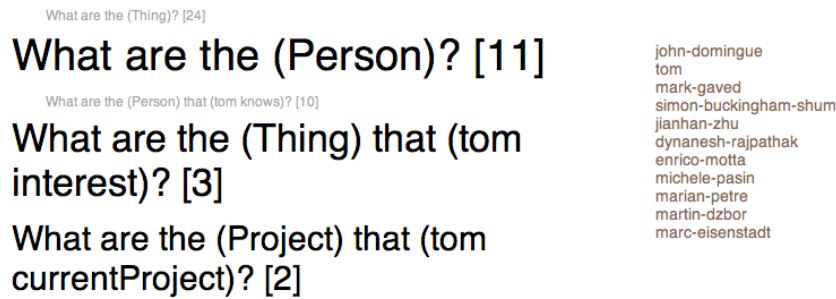 What are the (Thing)? [24]
What are the (Person)? [11]
What are the (Person) that (tom knows)? [10]
What are the (Thing) that (tom
interest)? [3]
What are the (Project) that (tom
currentProject)? [2]
john-domingue
tom
mark-gaved
simon-buckingham-shum
jianhan-zhu
dynanesh-rajpathak
enrico-motta
michele-pasin
marian-petre
martin-dzbor
marc-eisenstadt